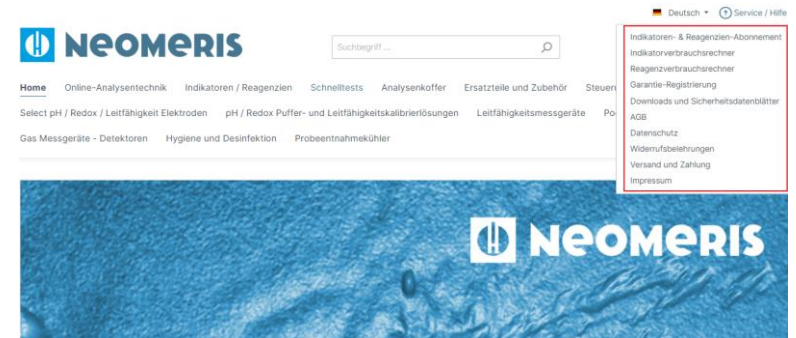 Deutsch
Service / Hilfe
NEOMERIS
Suchbegriff ...
Indikatoren- & Reagenzien-Abonnement
Indikatorverbrauchsrechner
Reagenzverbrauchsrechner
Garantie-Registrierung
Downloads und Sicherheitsdatenblätter
AGB
Datenschutz
Widerrufsbelehrungen
Versand und Zahlung
Impressum
Home Online-Analysentechnik Indikatoren / Reagenzien Schnelltests Analysenkoffer Ersatzteile und Zubehör
Select pH / Redox / Leitfähigkeit Elektroden pH / Redox Puffer- und Leitfähigkeitskalibrierlösungen Leitfähigkeitsmessgeräte
Gas Messgeräte - Detektoren Hygiene und Desinfektion Probeentnahmekühler
NEOMERIS